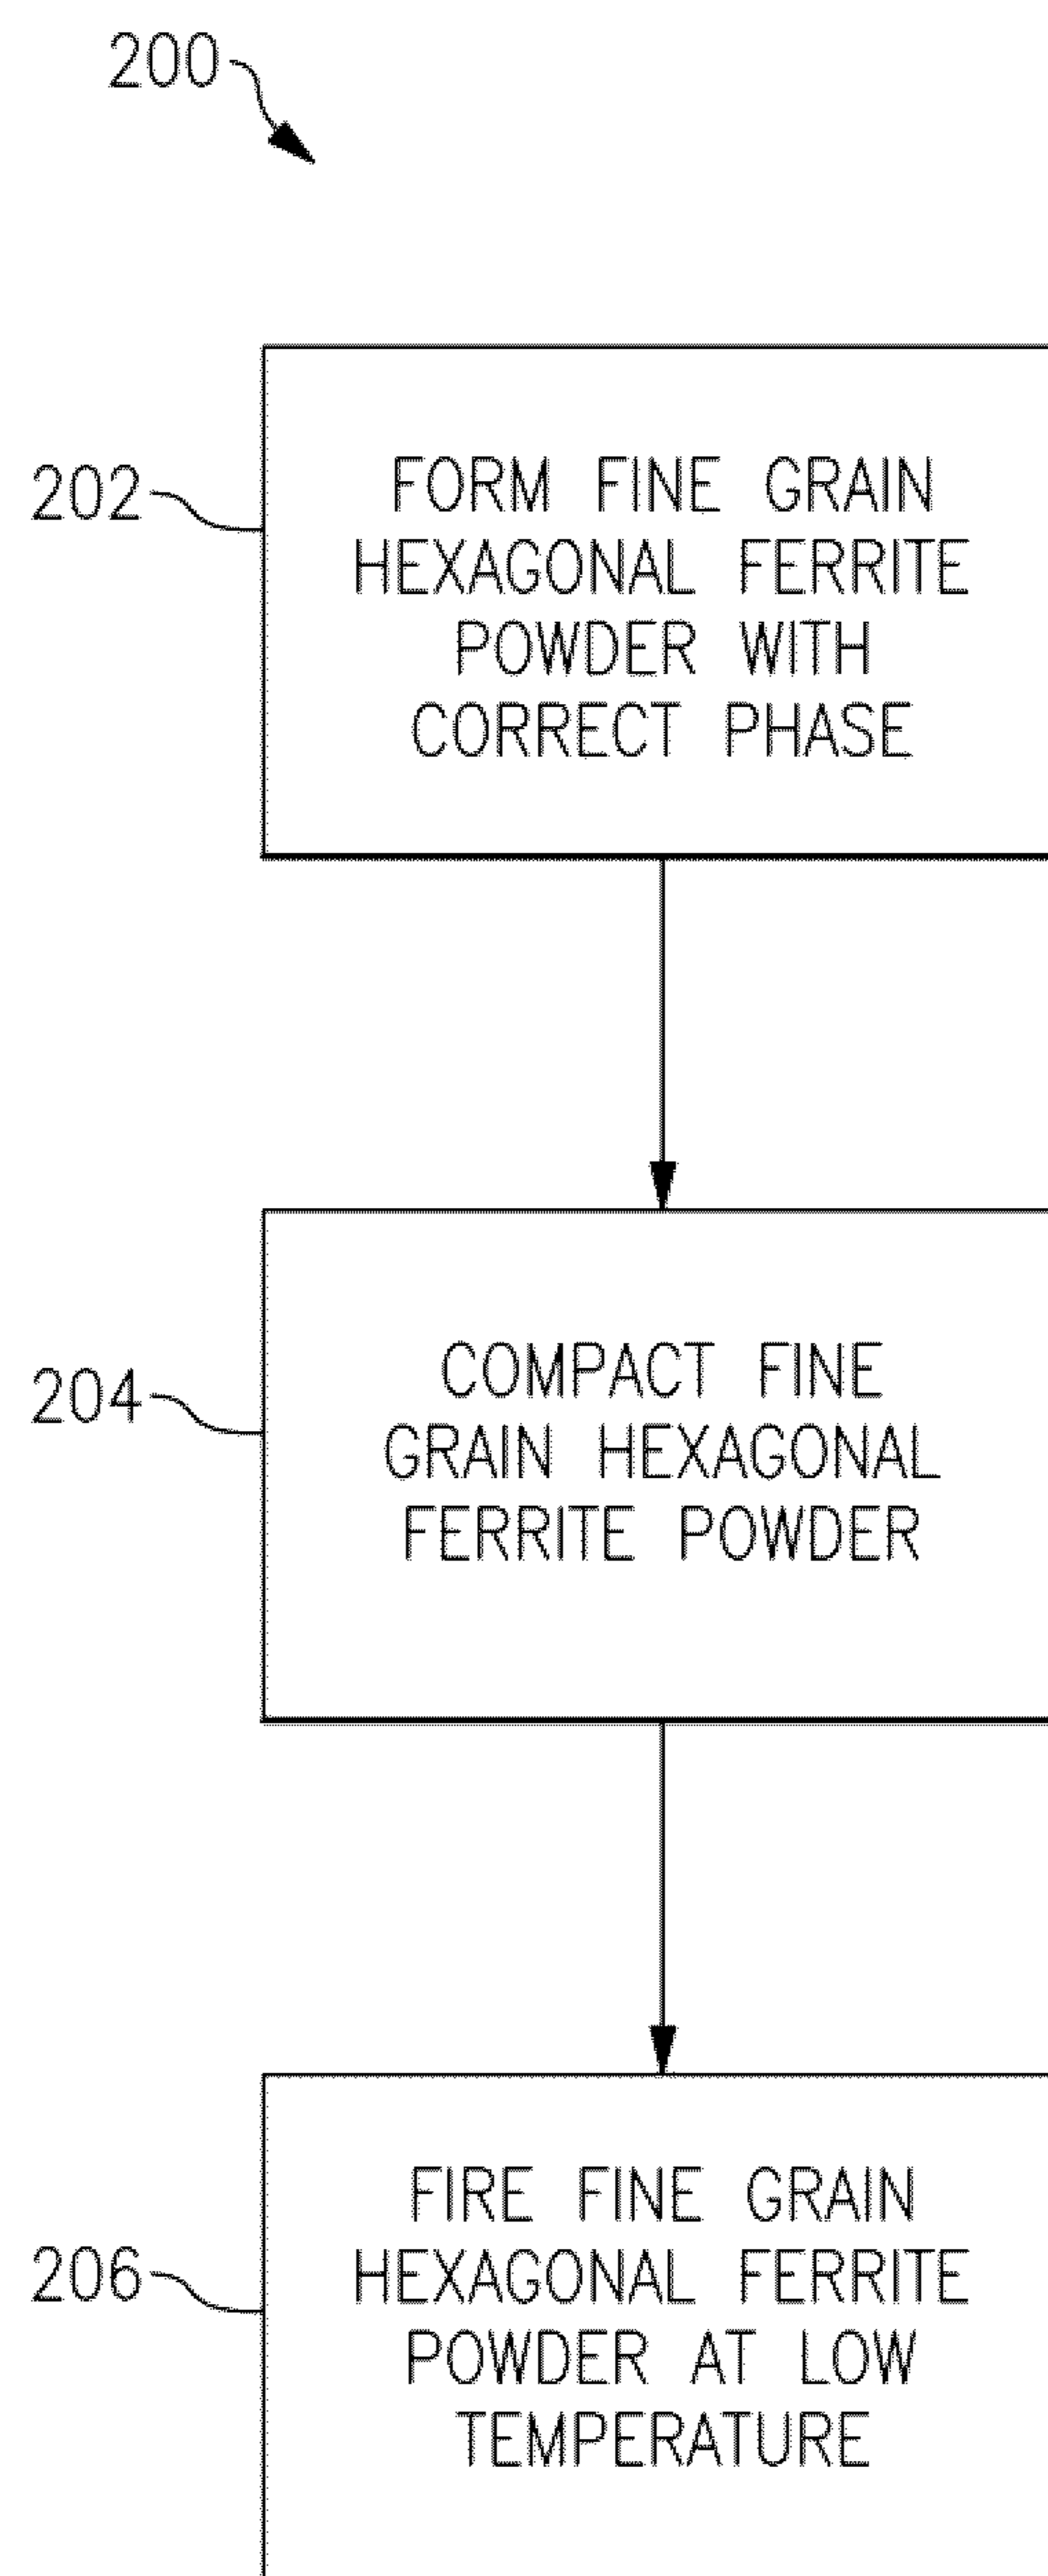 200
202
FORM FINE GRAIN
HEXAGONAL FERRITE
POWDER WITH
CORRECT PHASE
204
COMPACT FINE
GRAIN HEXAGONAL
FERRITE POWDER
206
FIRE FINE GRAIN
HEXAGONAL FERRITE
POWDER AT LOW
TEMPERATURE